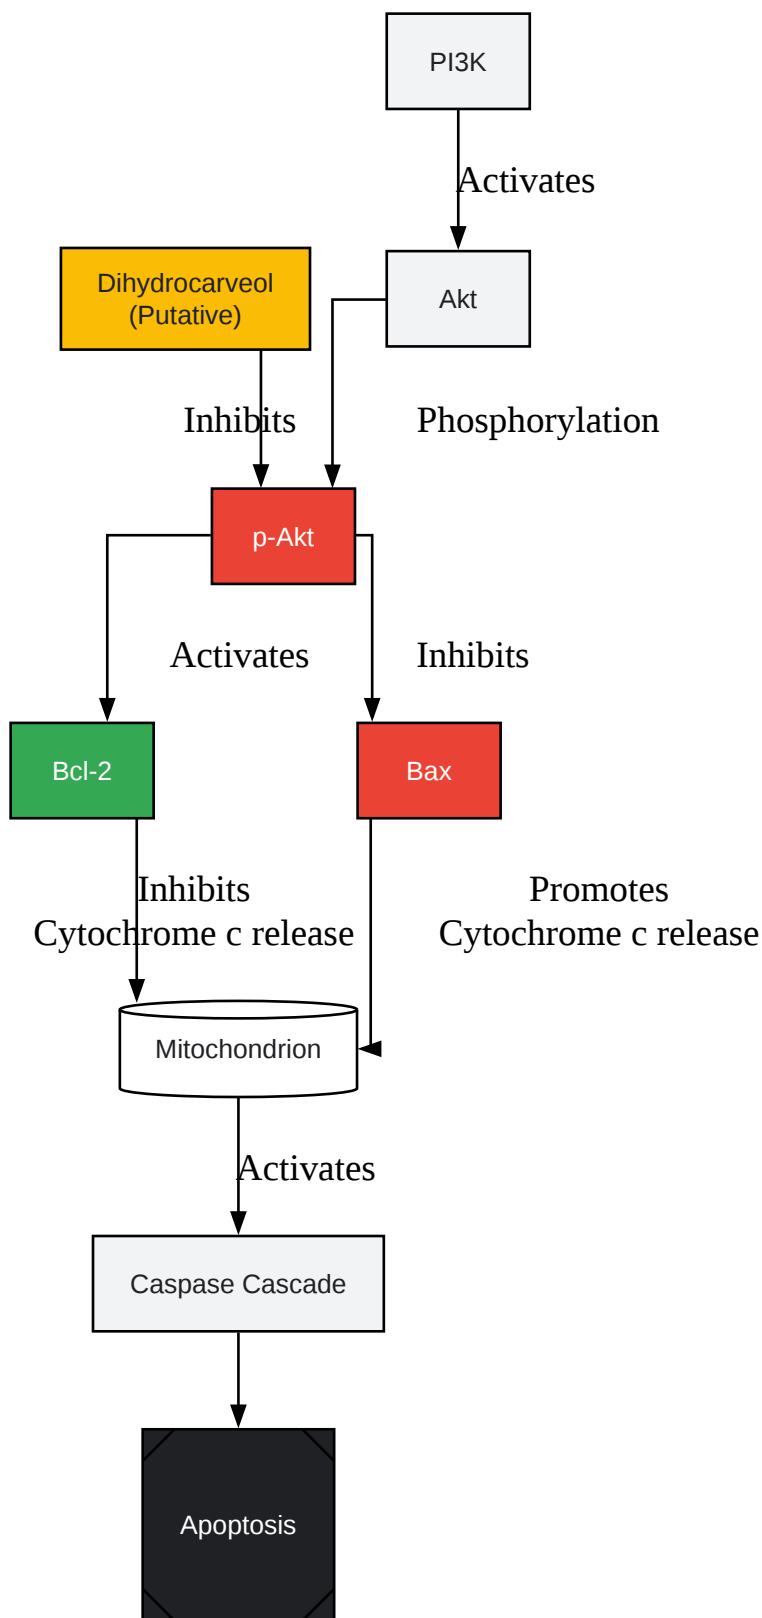 PI3K
Activates
Dihydrocarveol
(Putative)
Akt
Inhibits
Phosphorylation
p-Akt
Activates
Inhibits
Bcl-2
Bax
Inhibits
Cytochrome c release
Promotes
Cytochrome c release
Mitochondrion
Activates
Caspase Cascade
Apoptosis